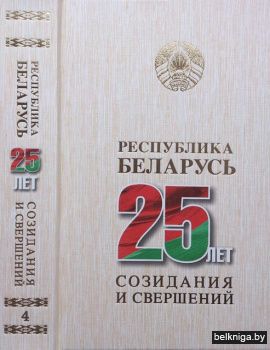 РЕСПУБЛИКА
БЕЛАРУСЬ
25
ЛЕТ
СОЗИДАНИЯ
И СВЕРШЕНИЙ
4
РЕСПУБЛИКА
БЕЛАРУСЬ
25 ЛЕТ
СОЗИДАНИЯ
И СВЕРШЕНИЙ
belkniga.by